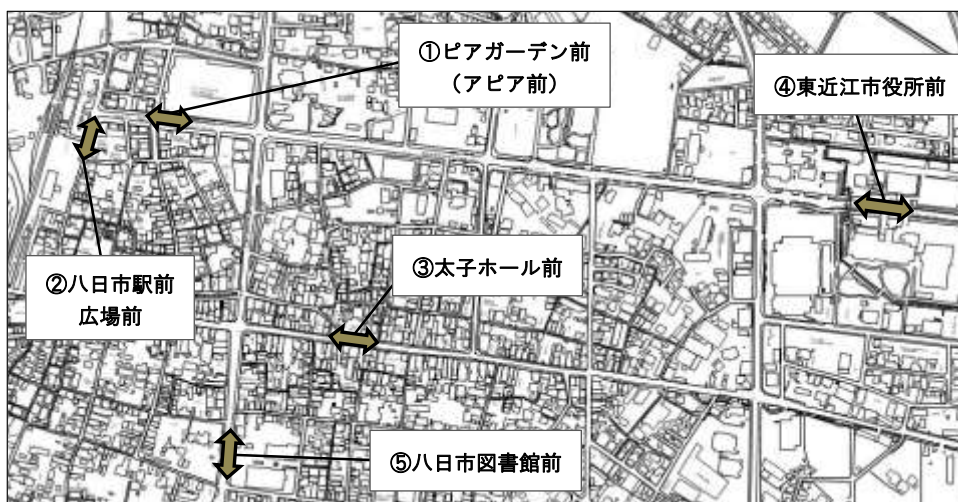 ①ピアガーデン前
（アピア前）
④東近江市役所前
②八日市駅前
広場前
③太子ホール前
⑤八日市図書館前